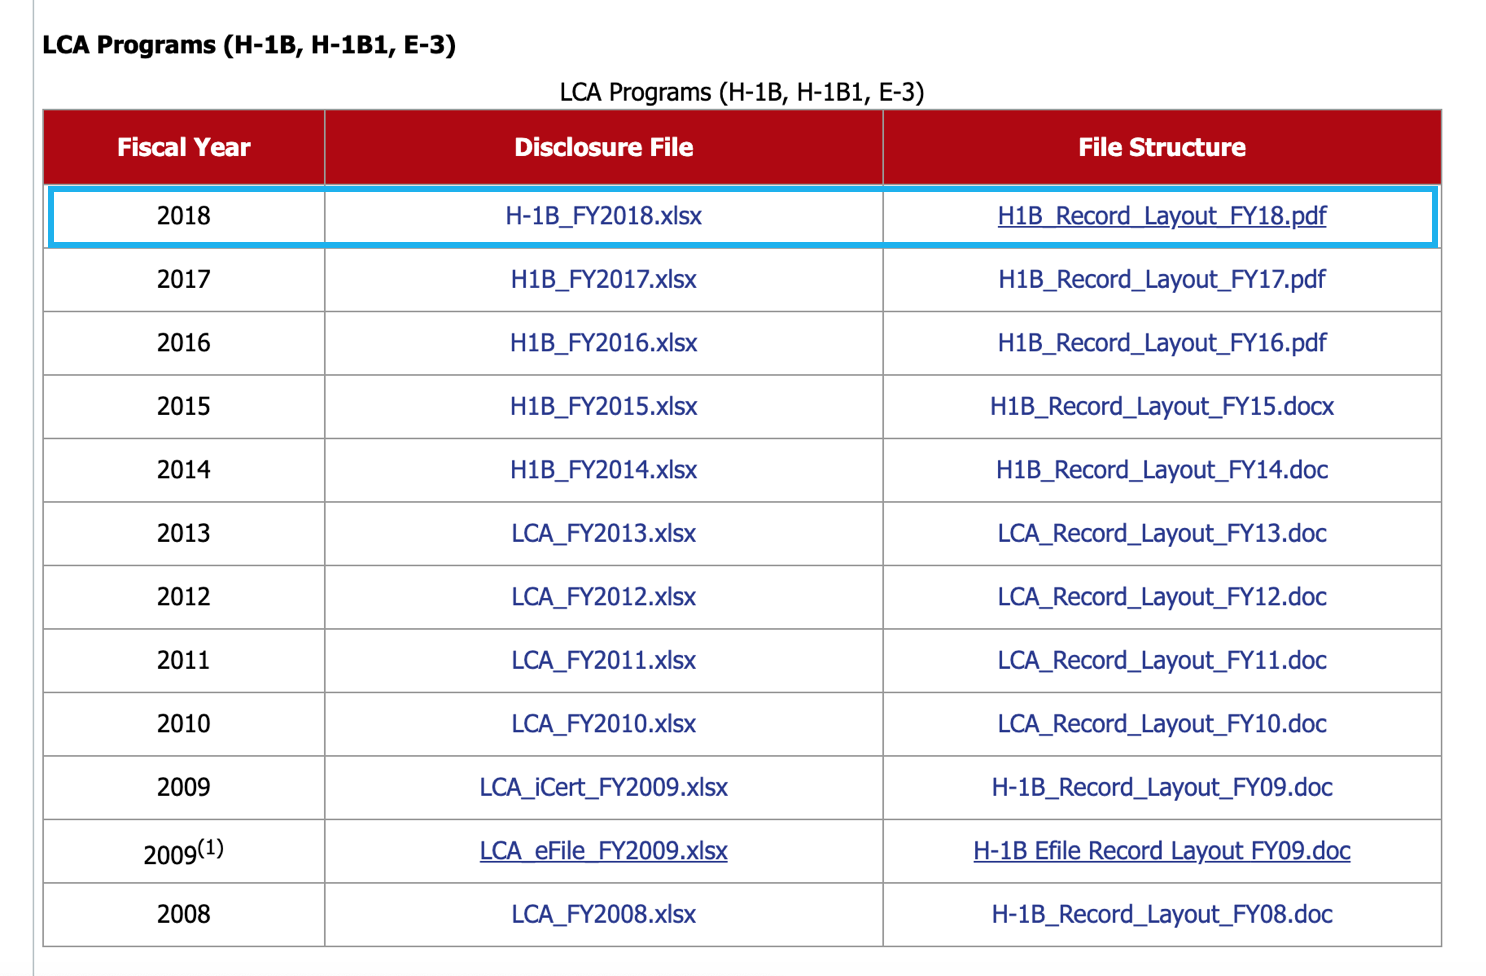 LCA Programs (H-1B, H-1B1, E-3)
LCA Programs (H-1B, H-1B1, E-3)
Fiscal Year Disclosure File File Structure
2018 H-1B_FY2018.xlsx H1B_Record_Layout_FY18.pdf
2017 H1B_FY2017.xlsx H1B_Record_Layout_FY17.pdf
2016 H1B_FY2016.xlsx H1B_Record_Layout_FY16.pdf
2015 H1B_FY2015.xlsx H1B_Record_Layout_FY15.docx
2014 H1B_FY2014.xlsx H1B_Record_Layout_FY14.doc
2013 LCA_FY2013.xlsx LCA_Record_Layout_FY13.doc
2012 LCA_FY2012.xlsx LCA_Record_Layout_FY12.doc
2011 LCA_FY2011.xlsx LCA_Record_Layout_FY11.doc
2010 LCA_FY2010.xlsx LCA_Record_Layout_FY10.doc
2009 LCA_iCert_FY2009.xlsx H-1B_Record_Layout_FY09.doc
2009(1) LCA_eFile_FY2009.xlsx H-1B Efile Record Layout FY09.doc
2008 LCA_FY2008.xlsx H-1B_Record_Layout_FY08.doc